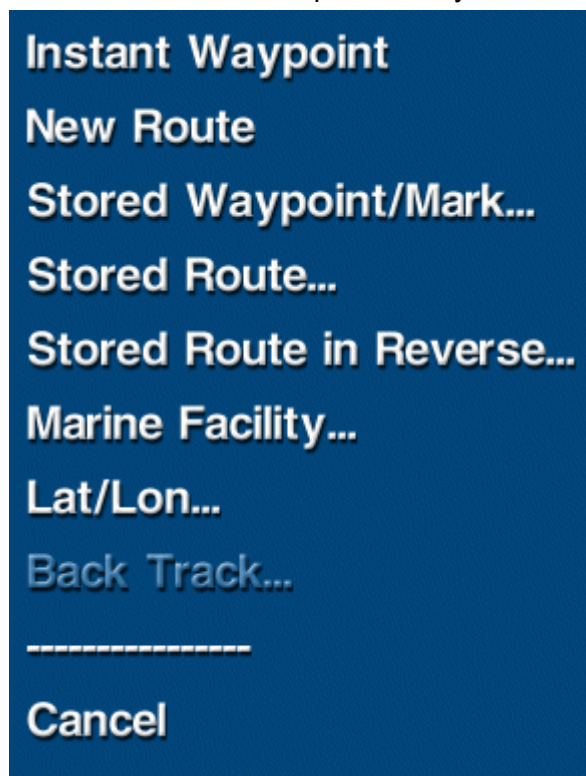 Instant Waypoint
New Route
Stored Waypoint/Mark...
Stored Route...
Stored Route in Reverse...
Marine Facility...
Lat/Lon...
Back Track...
----------------
Cancel